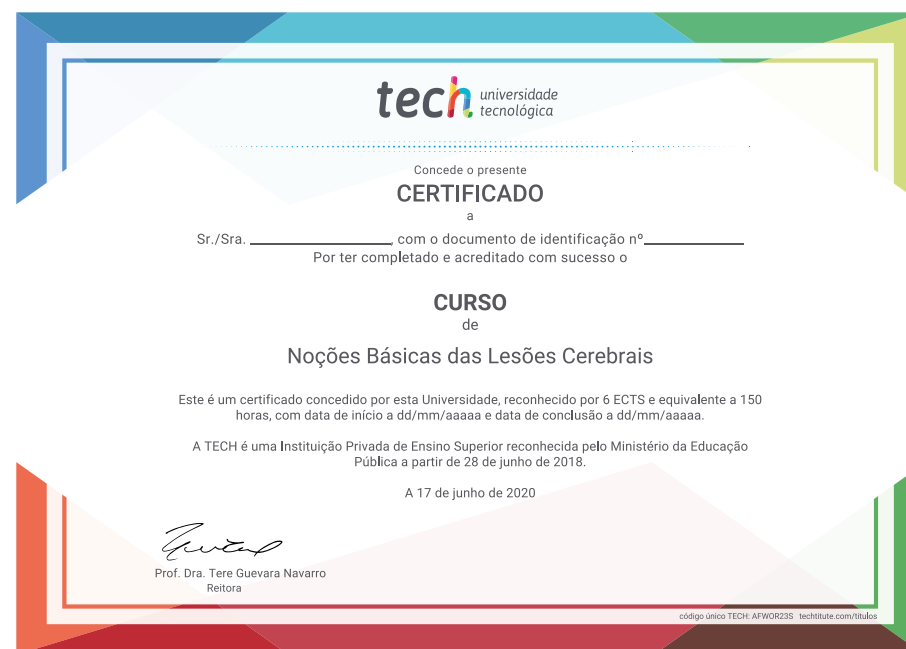 tech universidade
tecnológica
Concede o presente
CERTIFICADO
a
Sr./Sra. ________________, com o documento de identificação nº____________
Por ter completado e acreditado com sucesso o
CURSO
de
Noções Básicas das Lesões Cerebrais
Este é um certificado concedido por esta Universidade, reconhecido por 6 ECTS e equivalente a 150
horas, com data de início a dd/mm/aaaaa e data de conclusão a dd/mm/aaaaa.
A TECH é uma Instituição Privada de Ensino Superior reconhecida pelo Ministério da Educação
Pública a partir de 28 de junho de 2018.
A 17 de junho de 2020
Prof. Dra. Tere Guevara Navarro
Reitora
código único TECH: AFWOR23S techtitute.com/titulos